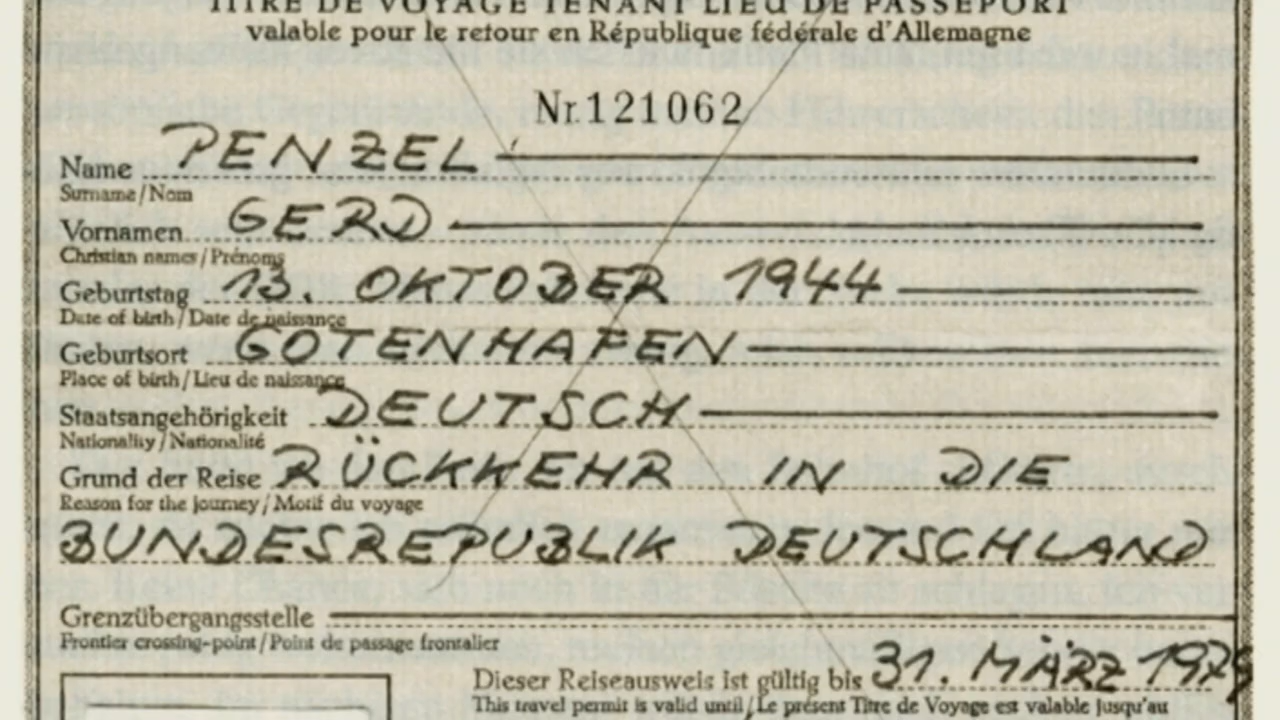 TITRE DE VOYAGE TENANT LIEU DE PASSEPORT
valable pour le retour en République fédérale d'Allemagne
Nr.121062
Name PENZEL
Surname/Nom
Vornamen GERD
Christian names/Prénoms
Geburtstag 13. OKTOBER 1944
Date of birth/Date de naissance
Geburtsort GOTENHAFEN
Place of birth/Lieu de naissance
Staatsangehörigkeit DEUTSCH
Nationality/Nationalité
Grund der Reise RÜCKKEHR IN DIE
Reason for the journey/Motif du voyage
BUNDESREPUBLIK DEUTSCHLAND
Grenzübergangsstelle
Frontier crossing-point/Point de passage frontalier
Dieser Reiseausweis ist gültig bis 31. MÄRZ
This travel permit is valid until/Le présent Titre de Voyage est valable jusqu'au